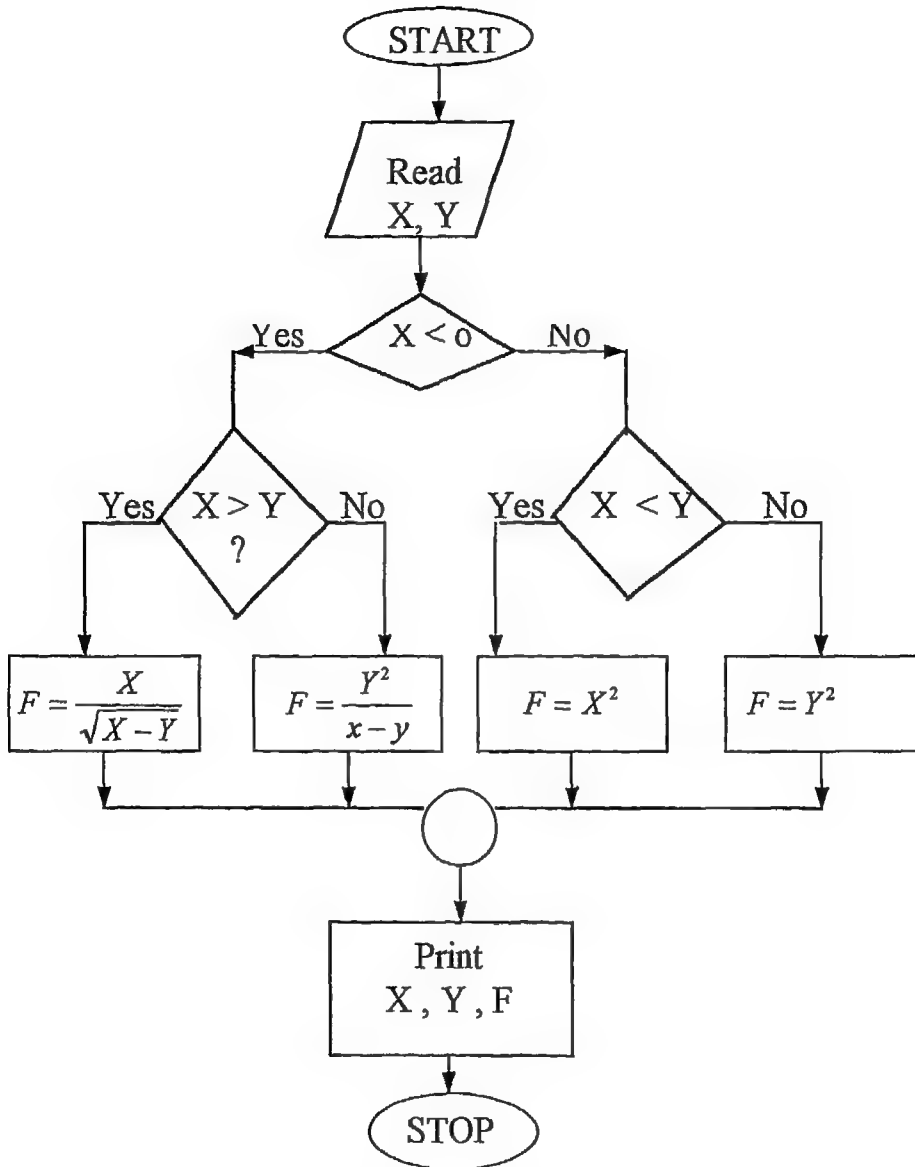 START
Read
X, Y
Yes
X < o
No
Yes
X > Y
?
No
Yes
X < Y
No
F = X / √(X − Y)
F = Y² / (x − y)
F = X²
F = Y²
Print
X , Y , F
STOP